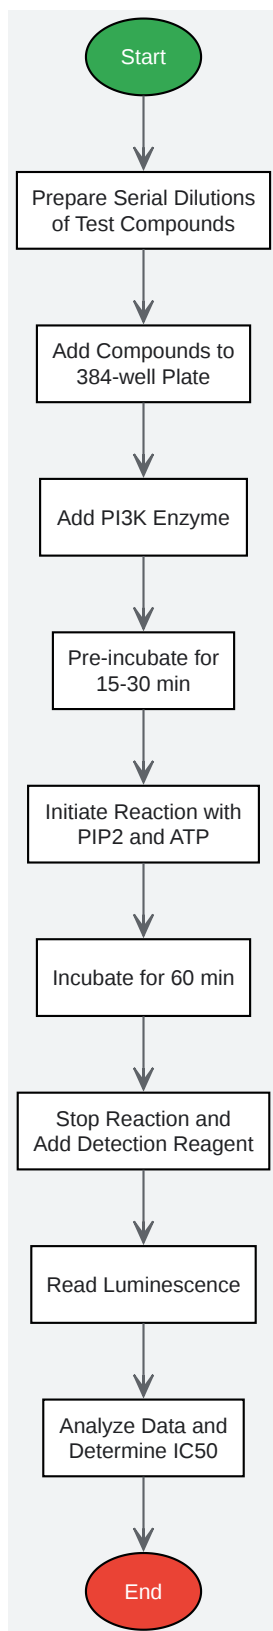 Start
Prepare Serial Dilutions
of Test Compounds
Add Compounds to
384-well Plate
Add PI3K Enzyme
Pre-incubate for
15-30 min
Initiate Reaction with
PIP2 and ATP
Incubate for 60 min
Stop Reaction and
Add Detection Reagent
Read Luminescence
Analyze Data and
Determine IC50
End